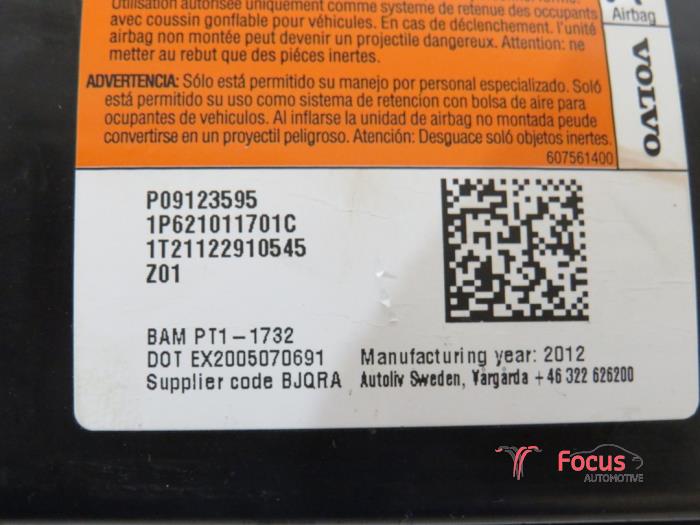 Utilisation autorisée uniquement comme système de retenue des occupants
avec coussin gonflable pour véhicules. En cas de déclenchement. l'unité
airbag non montée peut devenir un projectile dangereux. Attention: ne
metter au rebut que des piéces inertes.
ADVERTENCIA: Sólo está permitido su manejo por personal especializado. Soló
está permitido su uso como sistema de retencion con bolsa de aire para
ocupantes de vehiculos. Al inflarse la unidad de airbag no montada peude
convertirse en un proyectil peligroso. Atención: Desguace soló objetos inertes.
607561400
Airbag
VOLVO
P09123595
1P621011701C
1T21122910545
Z01
BAM PT1-1732
DOT EX2005070691
Supplier code BJQRA
Manufacturing year: 2012
Autoliv Sweden, Vårgårda +46 322 626200
Focus
AUTOMOTIVE